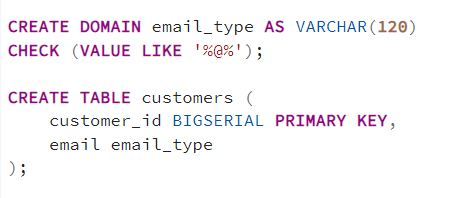 CREATE DOMAIN email_type AS VARCHAR(120)
CHECK (VALUE LIKE '%@%');

CREATE TABLE customers (
    customer_id BIGSERIAL PRIMARY KEY,
    email email_type
);